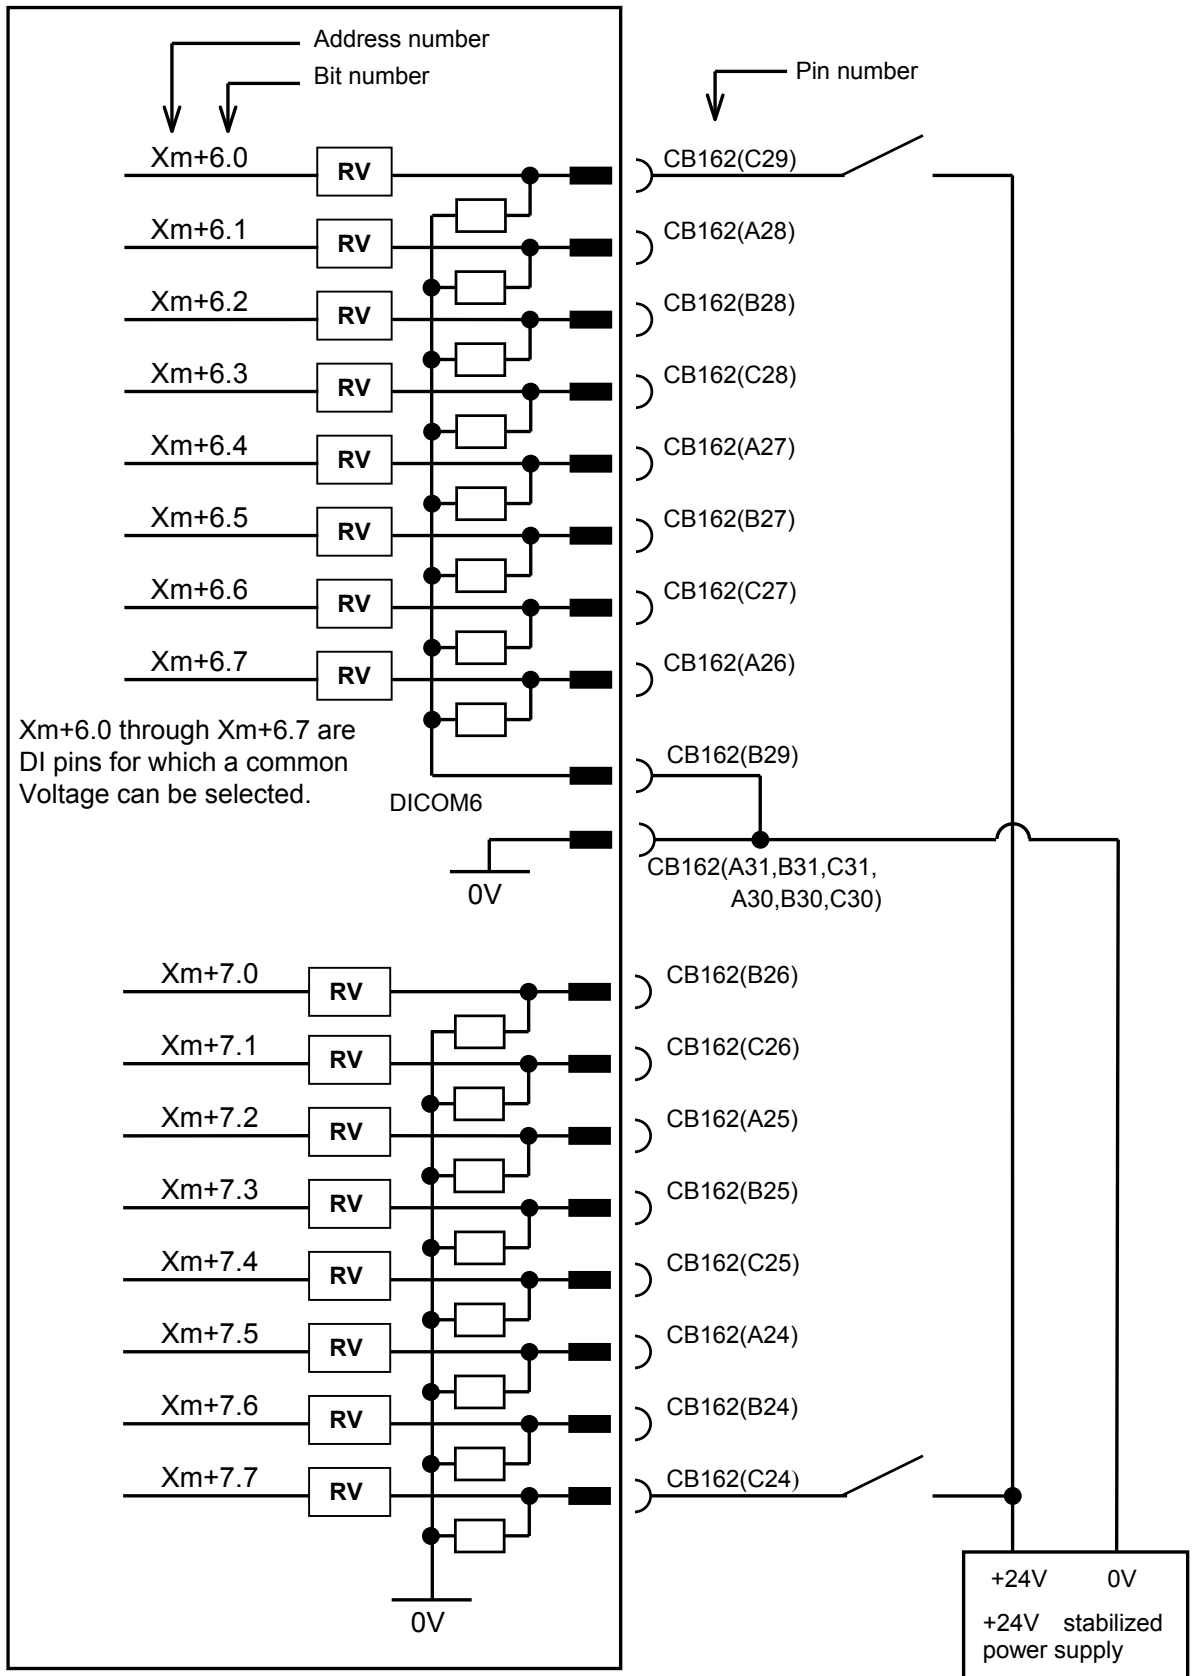 Address number
Bit number
Pin number
Xm+6.0 RV CB162(C29)
Xm+6.1 RV CB162(A28)
Xm+6.2 RV CB162(B28)
Xm+6.3 RV CB162(C28)
Xm+6.4 RV CB162(A27)
Xm+6.5 RV CB162(B27)
Xm+6.6 RV CB162(C27)
Xm+6.7 RV CB162(A26)
Xm+6.0 through Xm+6.7 are
DI pins for which a common
Voltage can be selected.
CB162(B29)
DICOM6
0V
CB162(A31,B31,C31,
A30,B30,C30)
Xm+7.0 RV CB162(B26)
Xm+7.1 RV CB162(C26)
Xm+7.2 RV CB162(A25)
Xm+7.3 RV CB162(B25)
Xm+7.4 RV CB162(C25)
Xm+7.5 RV CB162(A24)
Xm+7.6 RV CB162(B24)
Xm+7.7 RV CB162(C24)
0V
+24V 0V
+24V stabilized
power supply